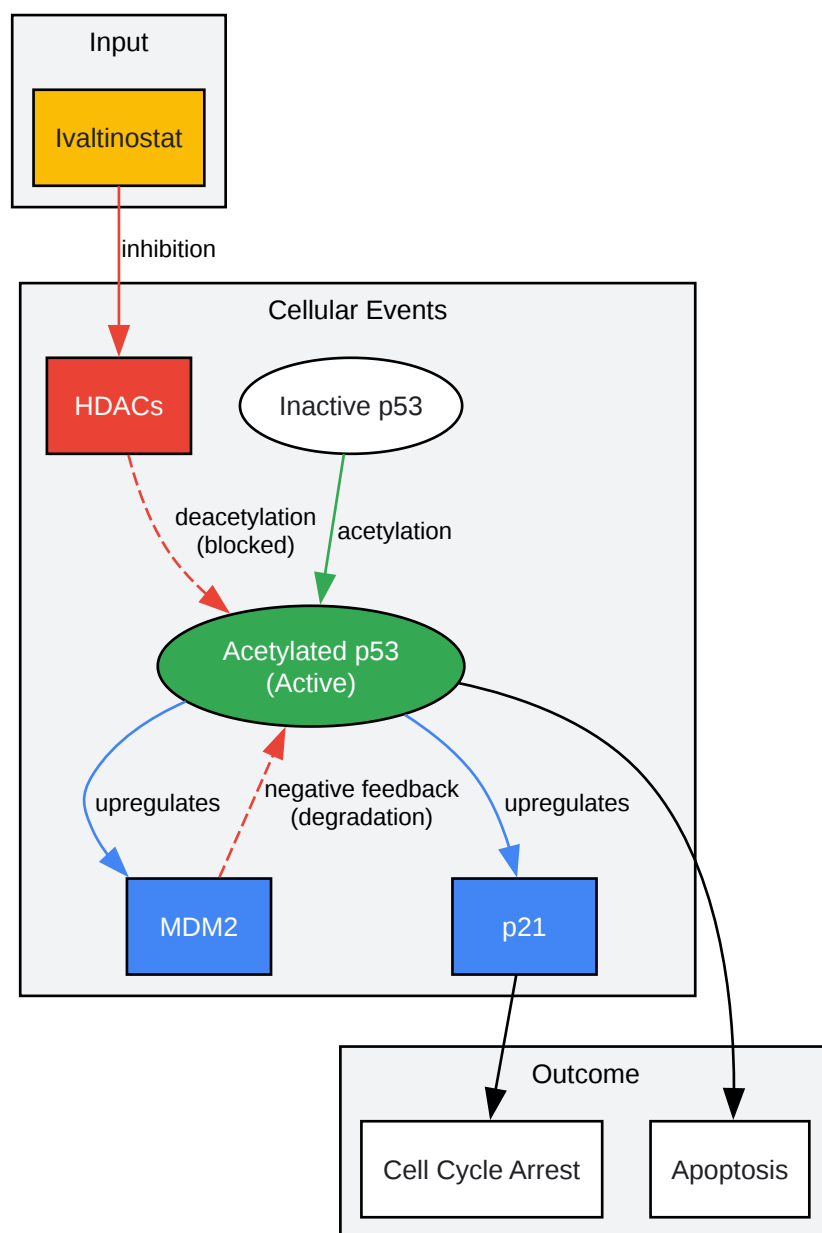 Input
Ivaltinostat
inhibition
Cellular Events
HDACs
Inactive p53
deacetylation
(blocked)
acetylation
Acetylated p53
(Active)
upregulates
negative feedback
(degradation)
upregulates
MDM2
p21
Outcome
Cell Cycle Arrest
Apoptosis